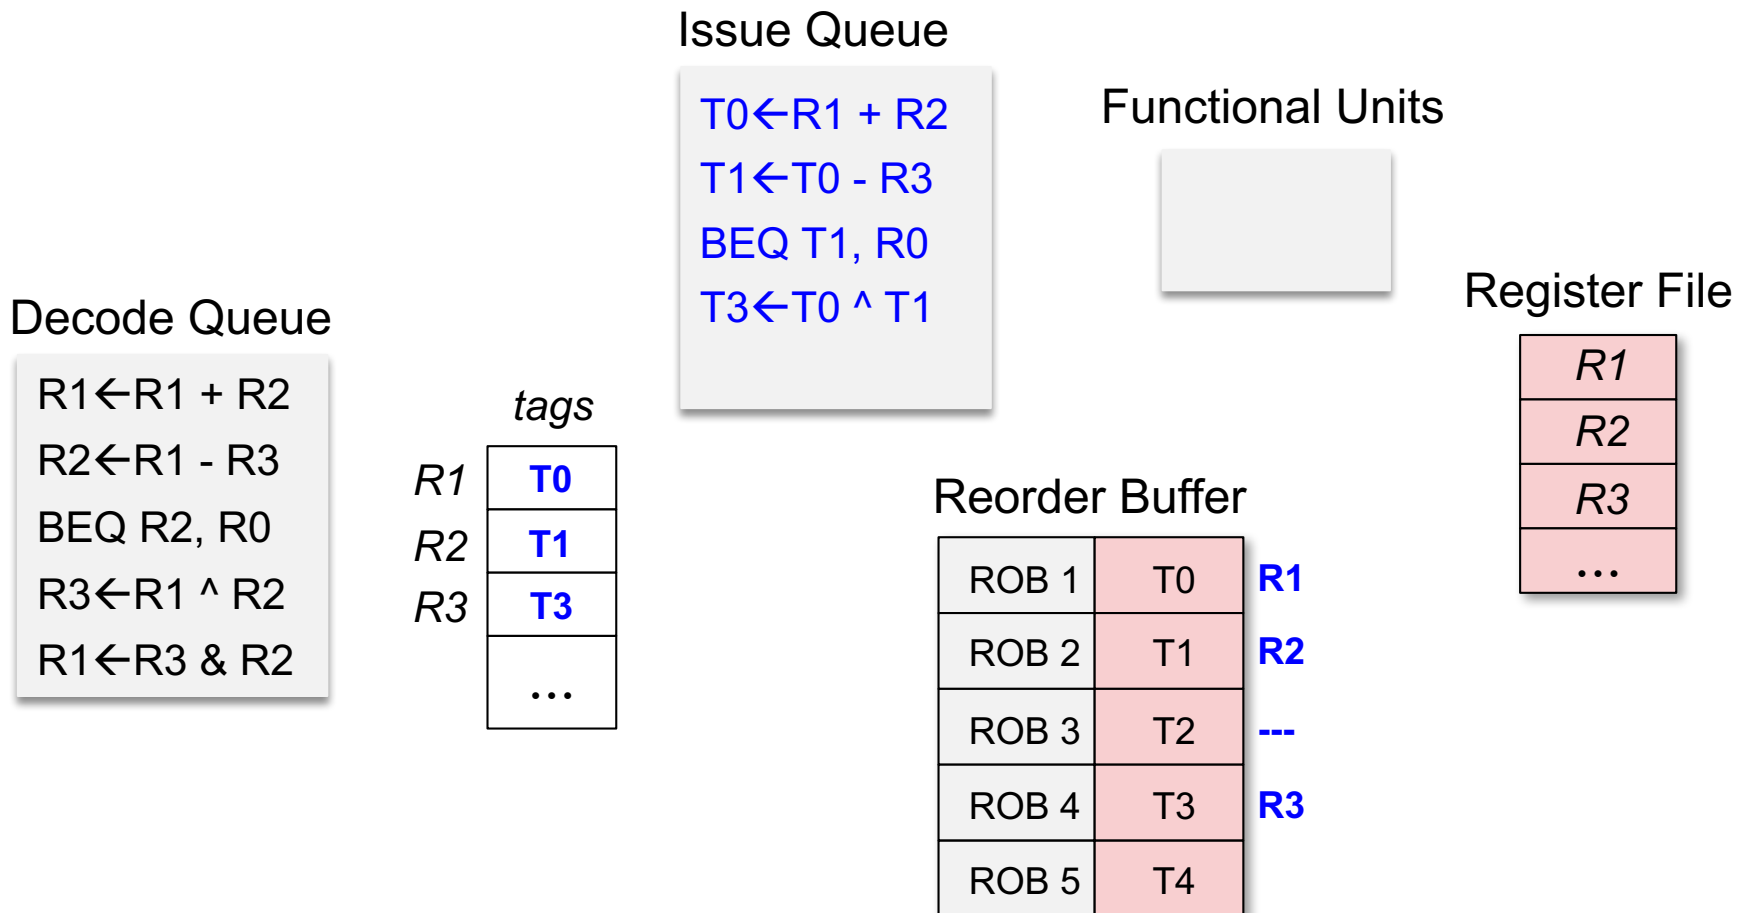 Issue Queue
T0←R1 + R2
T1←T0 - R3
BEQ T1, R0
T3←T0 ^ T1
Functional Units
Register File
R1
R2
R3
...
Decode Queue
R1←R1 + R2
R2←R1 - R3
BEQ R2, R0
R3←R1 ^ R2
R1←R3 & R2
tags
R1 T0
R2 T1
R3 T3
...
Reorder Buffer
ROB 1 T0 R1
ROB 2 T1 R2
ROB 3 T2 ---
ROB 4 T3 R3
ROB 5 T4